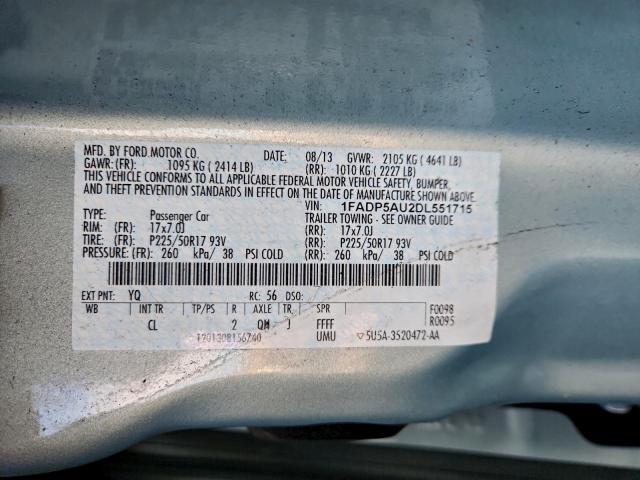 MFD. BY FORD MOTOR CO. DATE: 08/13 GVWR: 2105 KG ( 4641 LB)
GAWR: (FR): 1095 KG ( 2414 LB) (RR): 1010 KG ( 2227 LB)
THIS VEHICLE CONFORMS TO ALL APPLICABLE FEDERAL MOTOR VEHICLE SAFETY, BUMPER,
AND THEFT PREVENTION STANDARDS IN EFFECT ON THE DATE OF MANUFACTURE SHOWN ABOVE.
VIN: 1FADP5AU2DL551715
TYPE: Passenger Car TRAILER TOWING - SEE OWNER GUIDE
RIM: (FR): 17x7.0J (RR): 17x7.0J
TIRE: (FR): P225/50R17 93V (RR): P225/50R17 93V
PRESSURE: (FR): 260 kPa/ 38 PSI COLD (RR): 260 kPa/ 38 PSI COLD
EXT PNT: YQ RC: 56 DSO:
WB INT TR TP/PS R AXLE TR SPR F0098
CL 2 QM J FFFF R0095
UMU 5U5A-3520472-AA